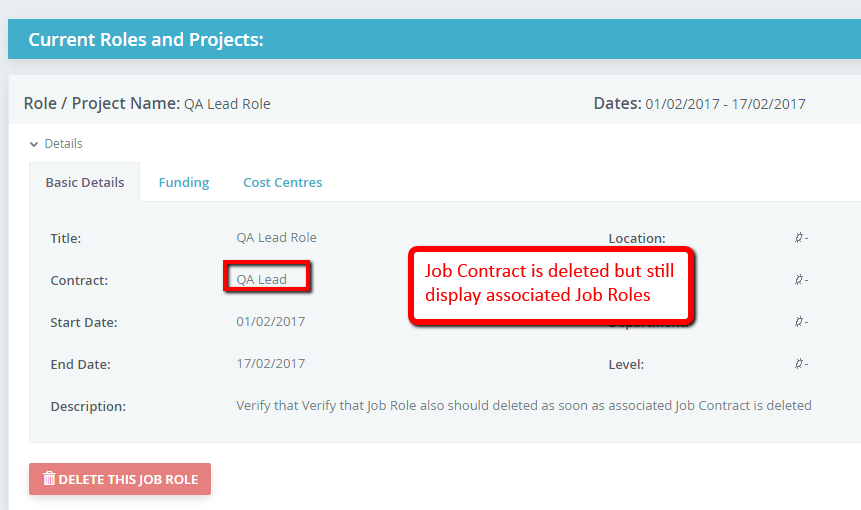 Current Roles and Projects:
Role / Project Name: QA Lead Role Dates: 01/02/2017 - 17/02/2017
Details
Basic Details Funding Cost Centres
Title: QA Lead Role Location: -
Contract: QA Lead -
Job Contract is deleted but still
display associated Job Roles
Start Date: 01/02/2017 -
End Date: 17/02/2017 Level: -
Description: Verify that Verify that Job Role also should deleted as soon as associated Job Contract is deleted
DELETE THIS JOB ROLE